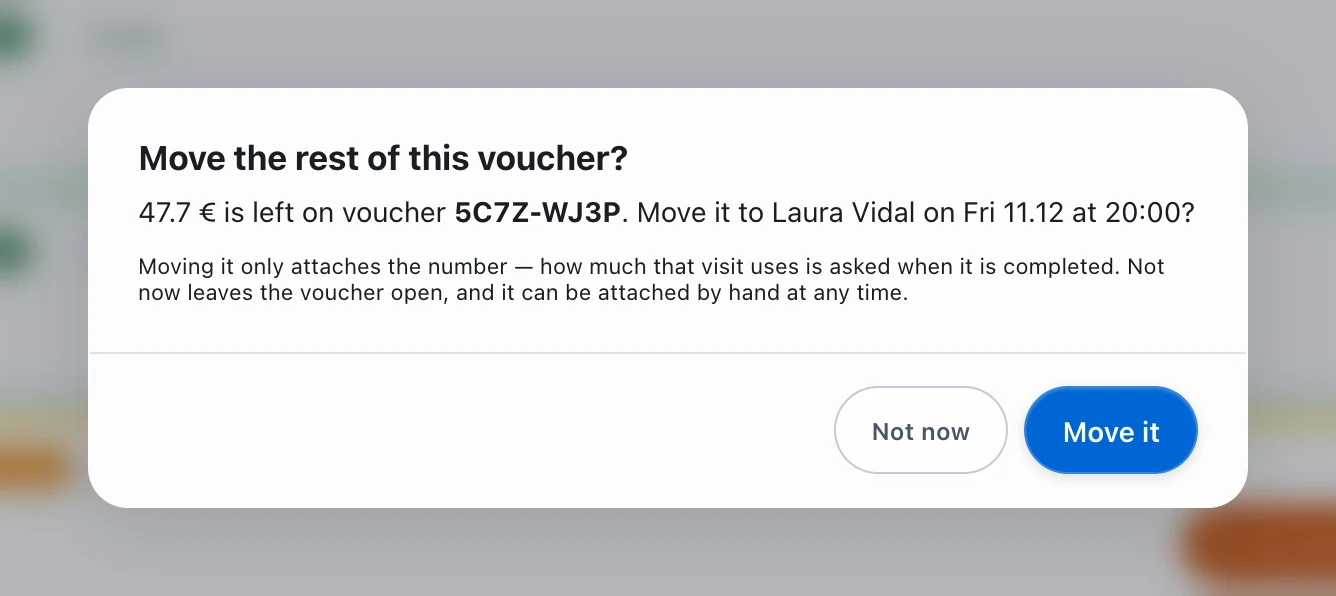 Move the rest of this voucher?
47.7 € is left on voucher 5C7Z-WJ3P. Move it to Laura Vidal on Fri 11.12 at 20:00?
Moving it only attaches the number — how much that visit uses is asked when it is completed. Not
now leaves the voucher open, and it can be attached by hand at any time.
Not now
Move it